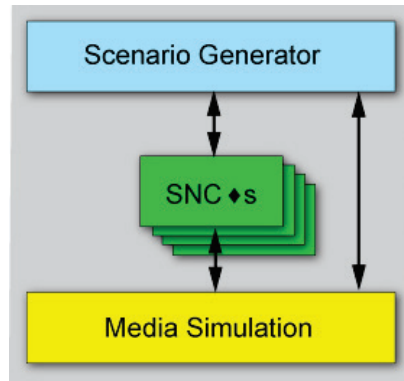 Scenario Generator
SNC ♦s
Media Simulation